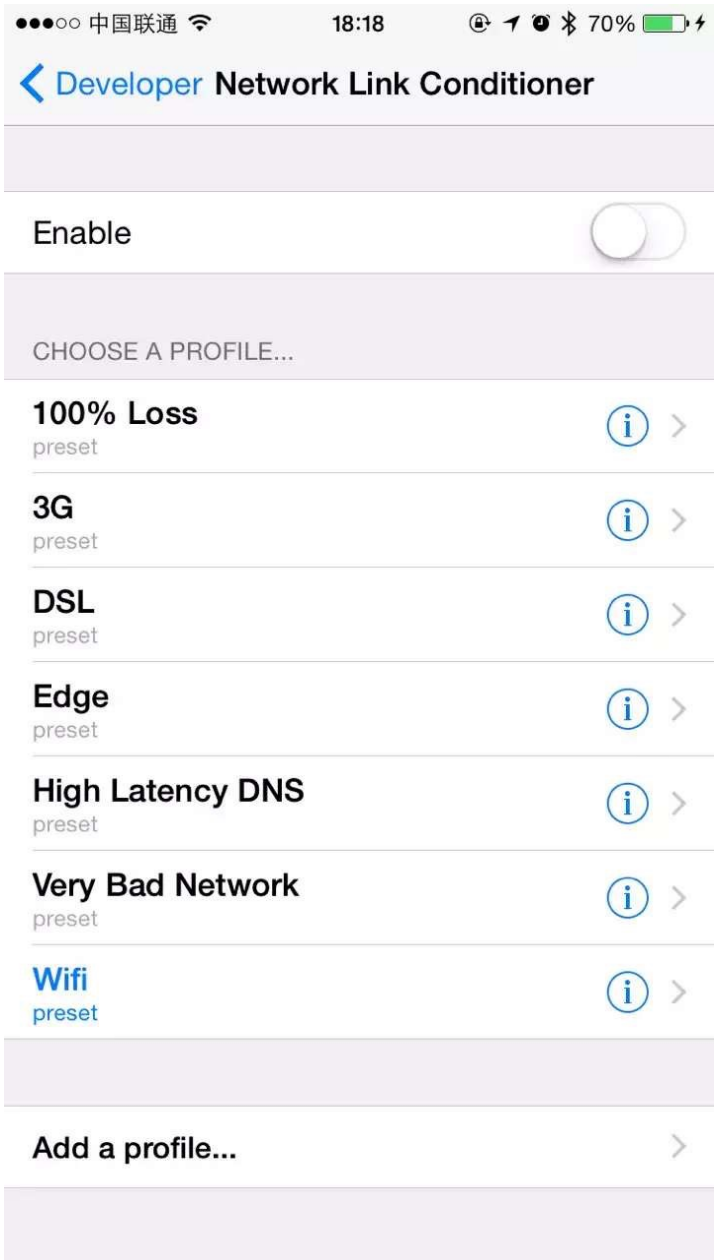 中国联通 18:18 70%
Developer Network Link Conditioner
Enable
CHOOSE A PROFILE...
100% Loss
preset
3G
preset
DSL
preset
Edge
preset
High Latency DNS
preset
Very Bad Network
preset
Wifi
preset
Add a profile...